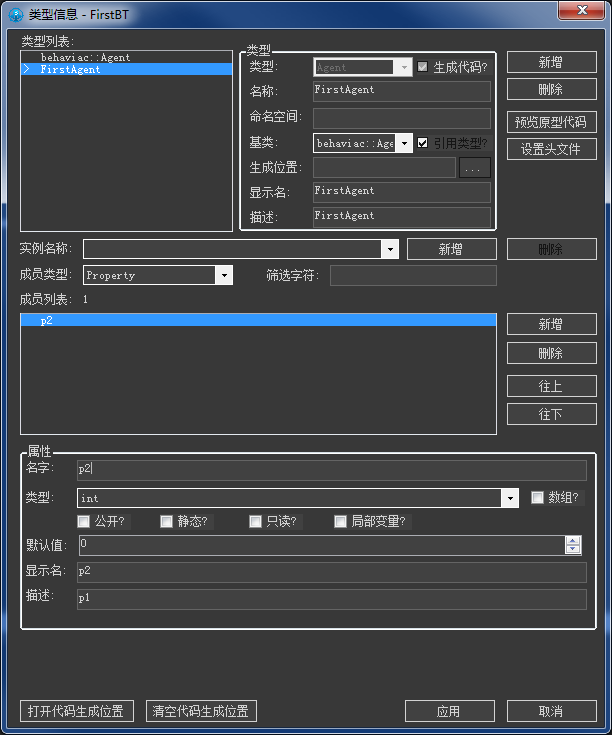 类型信息 - FirstBT
类型列表:
behaviac::Agent
> FirstAgent
类型
类型: Agent 生成代码?
名称: FirstAgent
命名空间:
基类: behaviac::Age 引用类型?
生成位置: ...
显示名: FirstAgent
描述: FirstAgent
新增
删除
预览原型代码
设置头文件
实例名称: 新增 删除
成员类型: Property 筛选字符:
成员列表: 1
p2
新增
删除
往上
往下
属性
名字: p2
类型: int 数组?
公开? 静态? 只读? 局部变量?
默认值: 0
显示名: p2
描述: p1
打开代码生成位置 清空代码生成位置 应用 取消